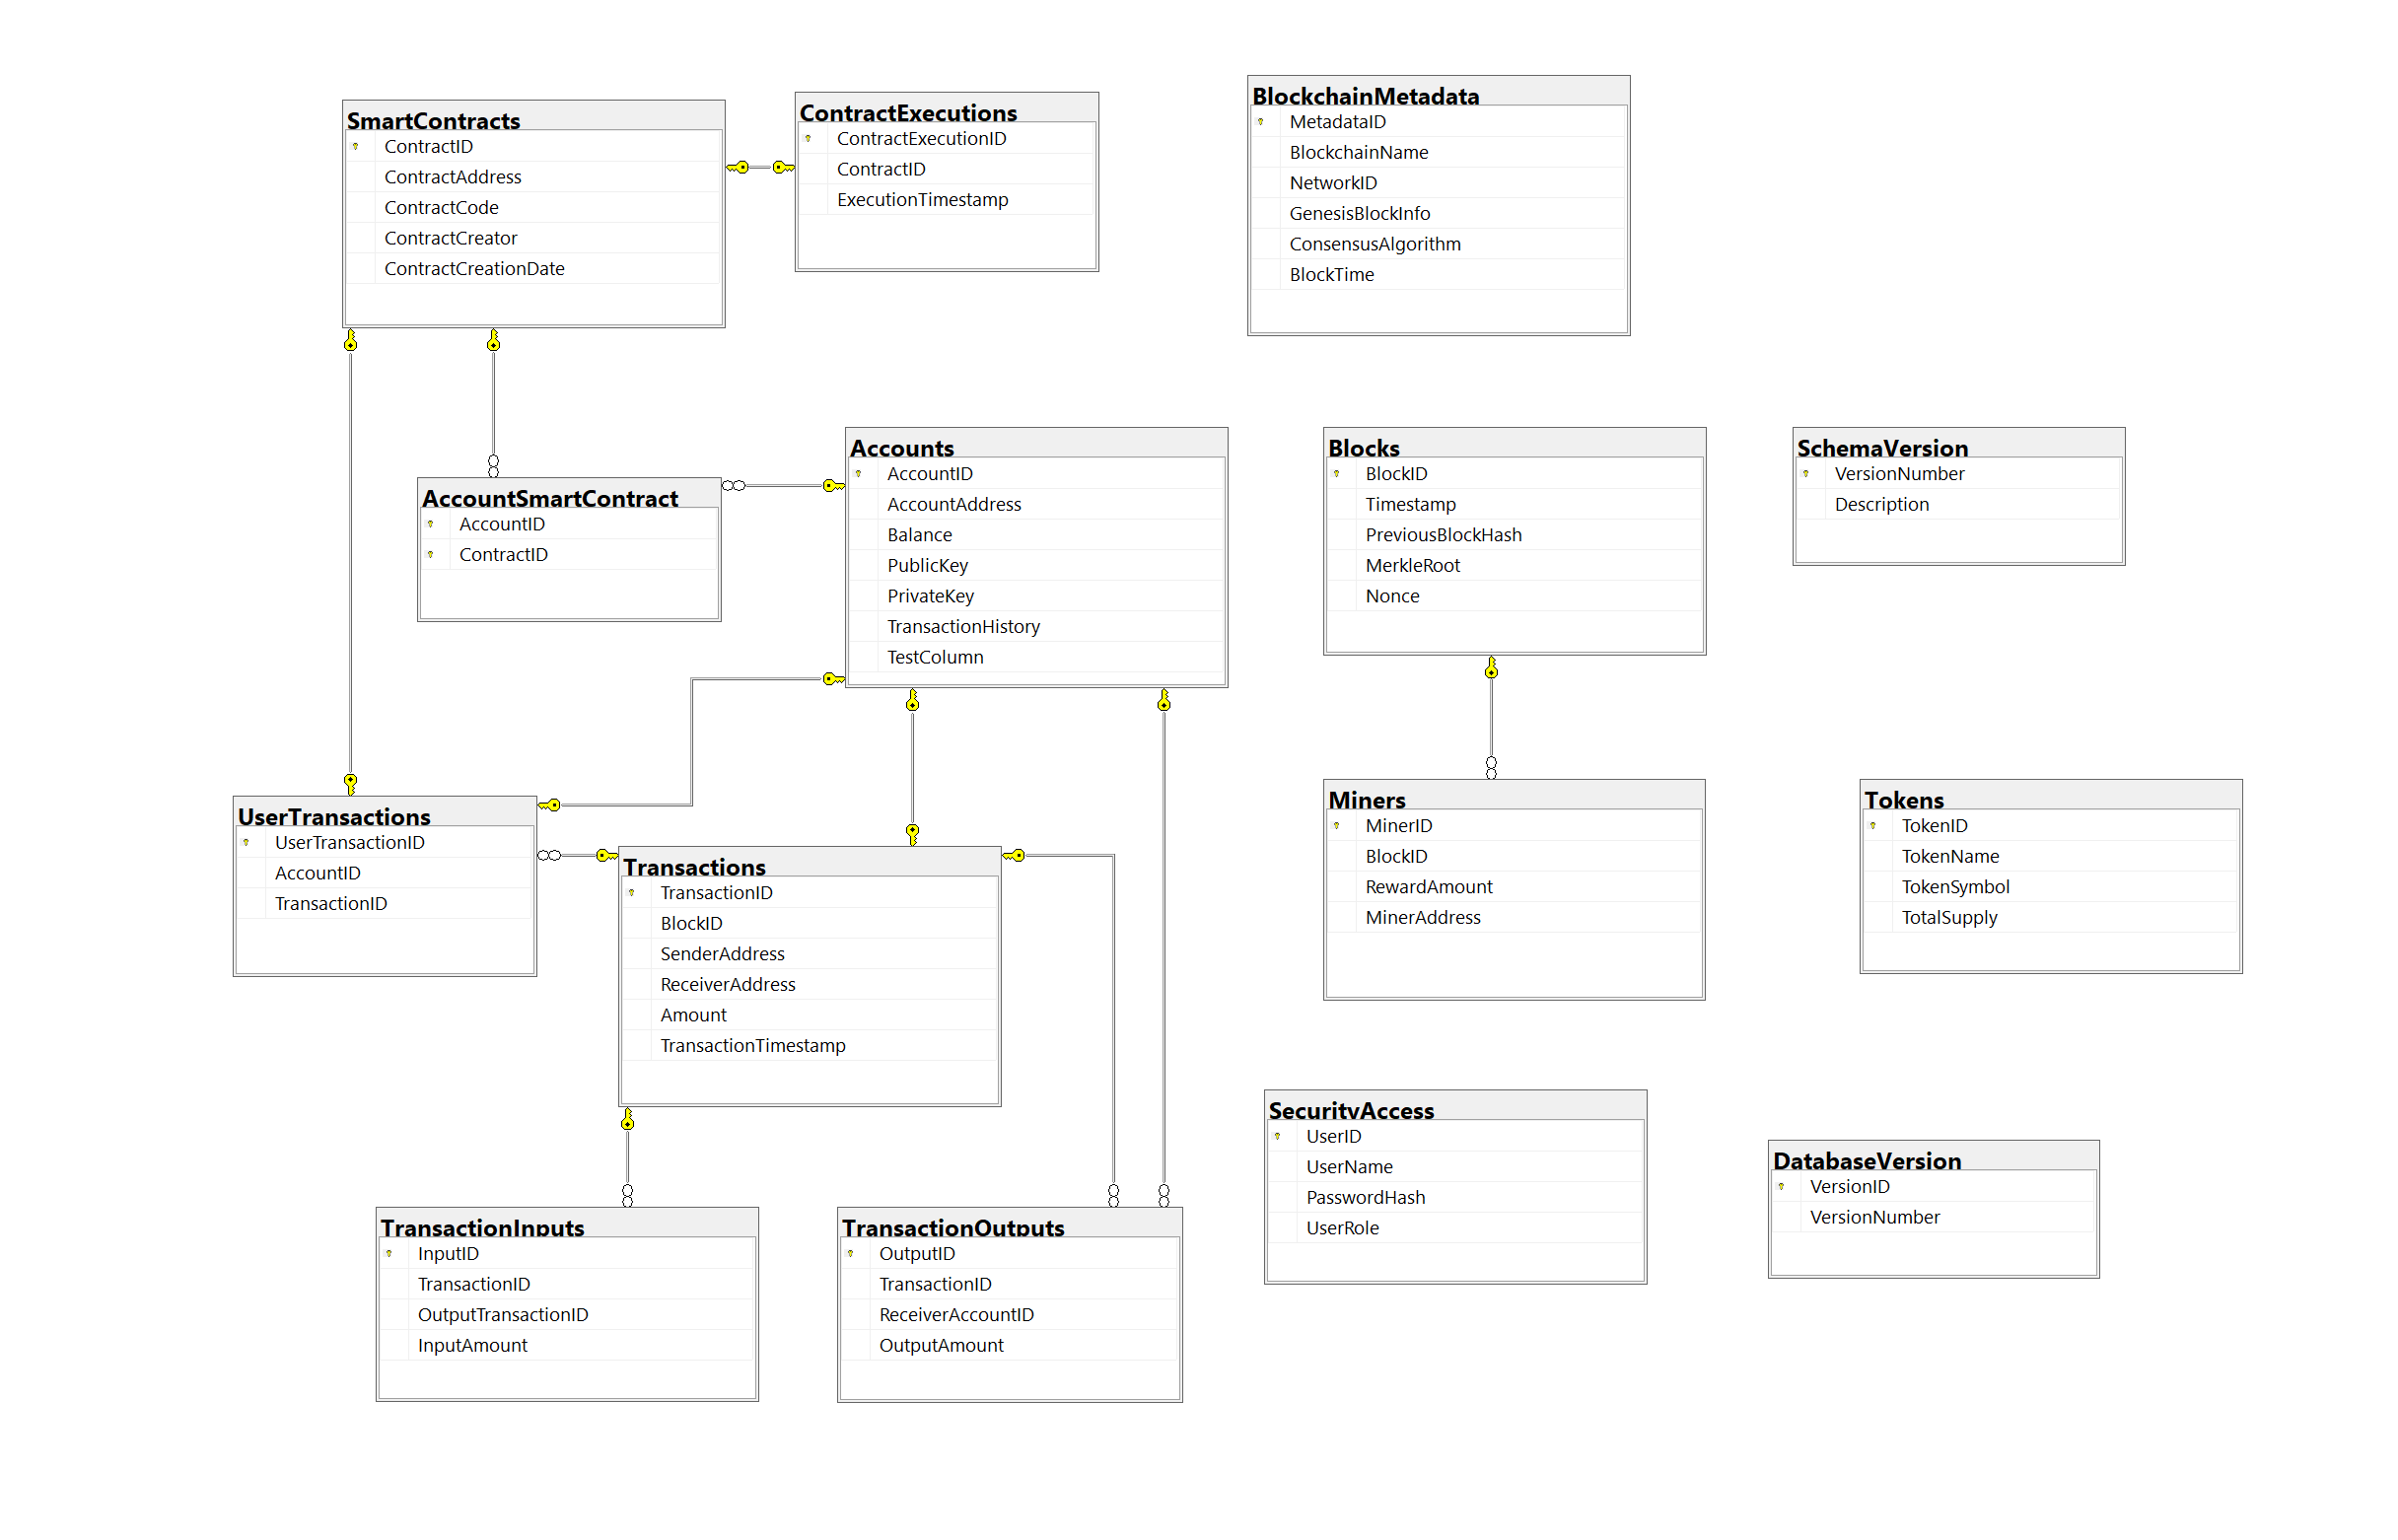 SmartContracts
ContractID
ContractAddress
ContractCode
ContractCreator
ContractCreationDate
ContractExecutions
ContractExecutionID
ContractID
ExecutionTimestamp
BlockchainMetadata
MetadataID
BlockchainName
NetworkID
GenesisBlockInfo
ConsensusAlgorithm
BlockTime
AccountSmartContract
AccountID
ContractID
Accounts
AccountID
AccountAddress
Balance
PublicKey
PrivateKey
TransactionHistory
TestColumn
Blocks
BlockID
Timestamp
PreviousBlockHash
MerkleRoot
Nonce
SchemaVersion
VersionNumber
Description
UserTransactions
UserTransactionID
AccountID
TransactionID
Transactions
TransactionID
BlockID
SenderAddress
ReceiverAddress
Amount
TransactionTimestamp
Miners
MinerID
BlockID
RewardAmount
MinerAddress
Tokens
TokenID
TokenName
TokenSymbol
TotalSupply
TransactionInputs
InputID
TransactionID
OutputTransactionID
InputAmount
TransactionOutputs
OutputID
TransactionID
ReceiverAccountID
OutputAmount
SecurityAccess
UserID
UserName
PasswordHash
UserRole
DatabaseVersion
VersionID
VersionNumber